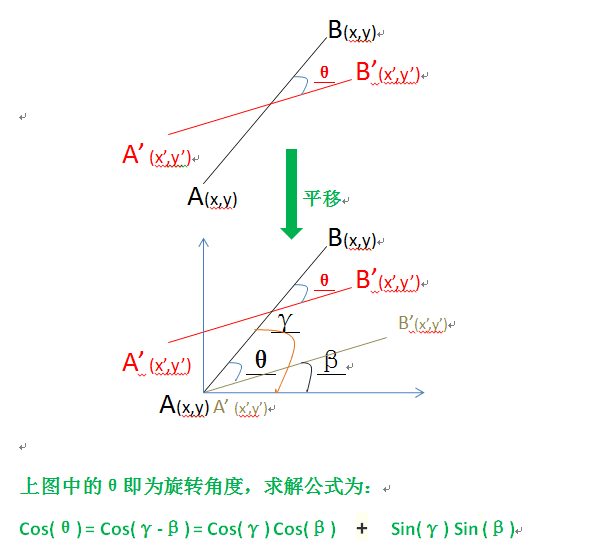 B(x,y)
θ
B’(x’,y’)
A’ (x’,y’)
A(x,y)
平移
B(x,y)
θ
B’(x’,y’)
γ
B’(x’,y’)
A’ (x’,y’)
θ
β
A(x,y) A’ (x’,y’)
上图中的θ即为旋转角度，求解公式为：
Cos(θ) = Cos(γ-β) = Cos(γ) Cos(β) + Sin(γ) Sin (β)